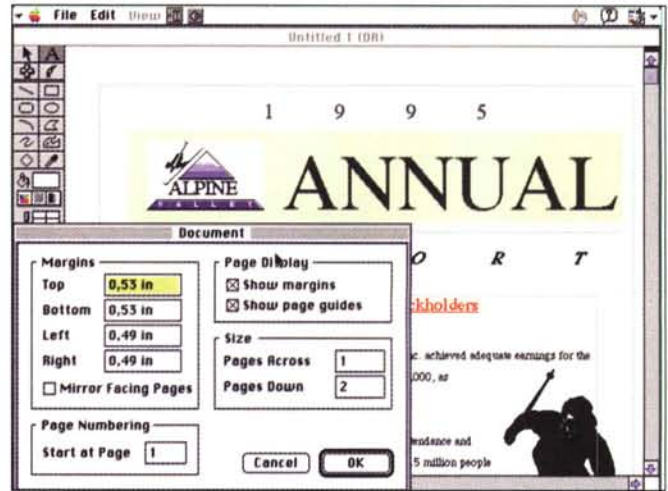 File Edit View
Untitled 1 (DR)
A
1 9 9 5
ALPINE
VALLEY
ANNUAL
O R T
ckholders
c. achieved adequate earnings for the
,000, as
tendance and
.5 million people
Document
Margins
Top 0,53 in
Bottom 0,53 in
Left 0,49 in
Right 0,49 in
Mirror Facing Pages
Page Display
Show margins
Show page guides
Size
Pages Across 1
Pages Down 2
Page Numbering
Start at Page 1
Cancel OK